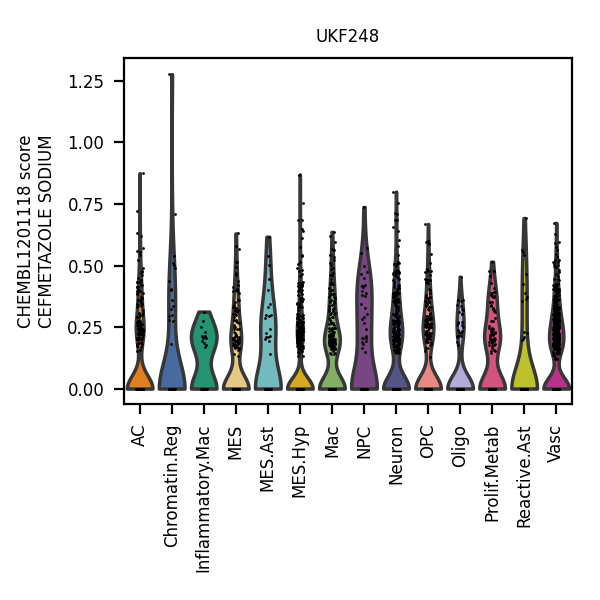 UKF248
CHEMBL1201118 score
CEFMETAZOLE SODIUM
1.25
1.00
0.75
0.50
0.25
0.00
AC
Chromatin.Reg
Inflammatory.Mac
MES
MES.Ast
MES.Hyp
Mac
NPC
Neuron
OPC
Oligo
Prolif.Metab
Reactive.Ast
Vasc